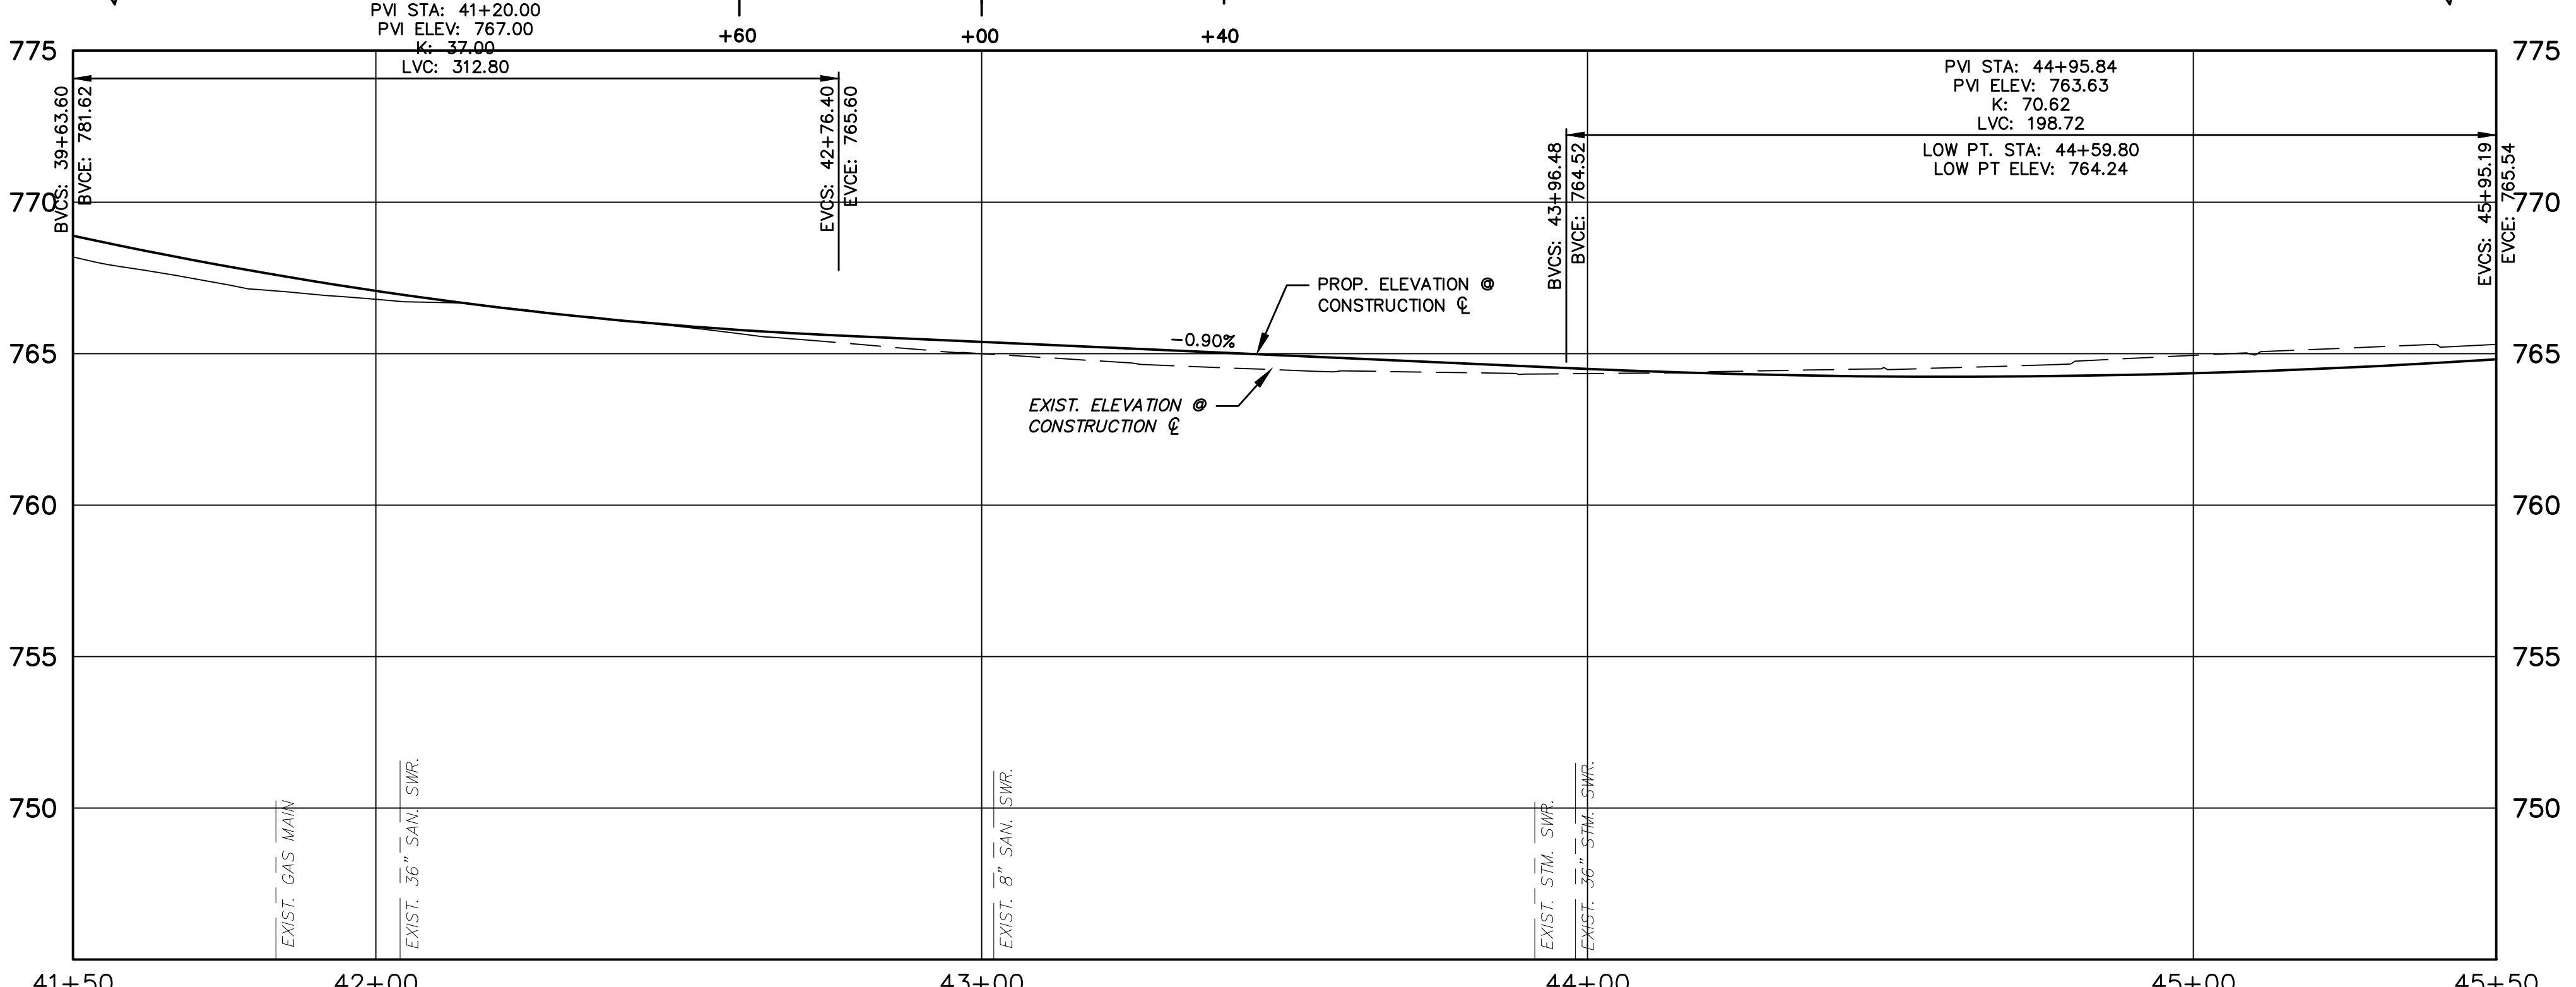 PVI STA: 41+20.00
PVI ELEV: 767.00
K: 37.00
LVC: 312.80
+60
+00
+40
775
775
BVCS: 39+63.60
BVCE: 781.62
EVCS: 42+76.40
EVCE: 765.60
PVI STA: 44+95.84
PVI ELEV: 763.63
K: 70.62
LVC: 198.72
LOW PT. STA: 44+59.80
LOW PT ELEV: 764.24
BVCS: 43+96.48
BVCE: 764.52
EVCS: 45+95.19
EVCE: 765.54
770
770
PROP. ELEVATION @
CONSTRUCTION ℄
-0.90%
765
765
EXIST. ELEVATION @
CONSTRUCTION ℄
760
760
755
755
750
750
EXIST. GAS MAIN
EXIST. 36" SAN. SWR.
EXIST. 8" SAN. SWR.
EXIST. STM. SWR.
EXIST. 36" STM. SWR.
41+50
42+00
43+00
44+00
45+00
45+50